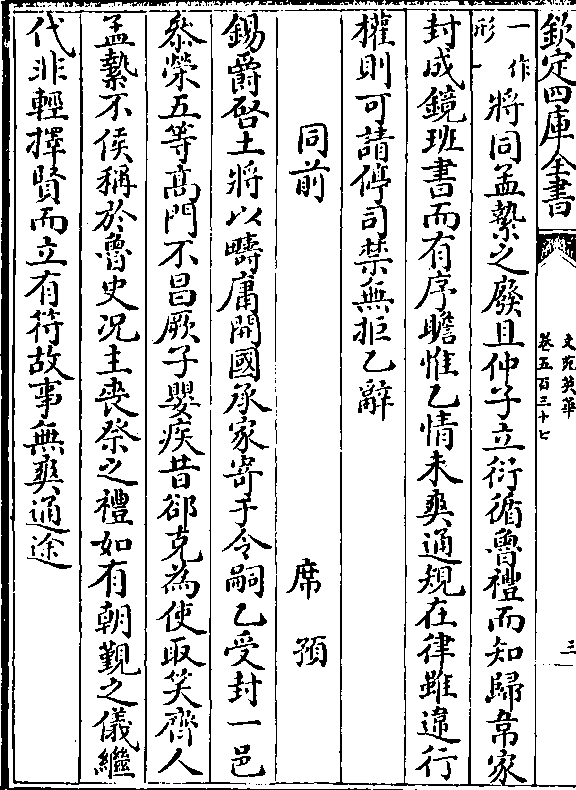 欽定四庫全書
文苑英華
卷五百三十七
三
一作
形一
將同孟縶之廢且仲子立衍循魯禮而知歸韋家
封成鏡班書而有序瞻惟乙情未爽通規在律雖違行
權則可請停司禁無拒乙辭
同前
席預
錫爵啓土將以疇庸開國承家寄于令嗣乙受封一邑
叅榮五等髙門不昌厥子嬰疾昔郤克為使取笑齊人
孟縶不侯稱於魯史况主喪祭之禮如有朝覲之儀繼
代非輕擇賢而立有符故事無爽通途